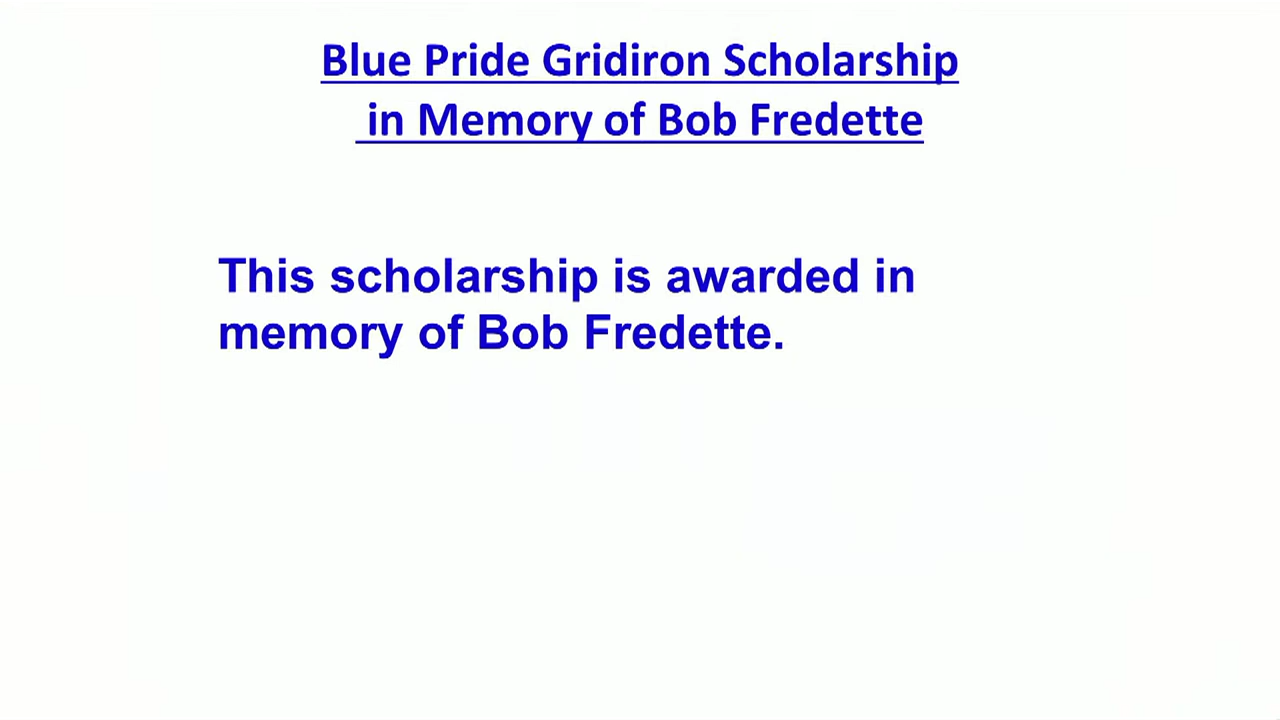 Blue Pride Gridiron Scholarship
in Memory of Bob Fredette
This scholarship is awarded in
memory of Bob Fredette.